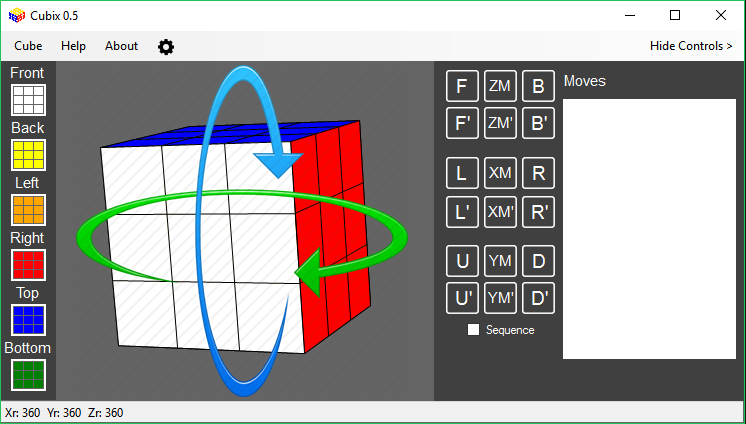 Cubix 0.5
Cube Help About Hide Controls >
Front
Back
Left
Right
Top
Bottom
F ZM B
F' ZM' B'
L XM R
L' XM' R'
U YM D
U' YM' D'
Sequence
Moves
Xr: 360 Yr: 360 Zr: 360